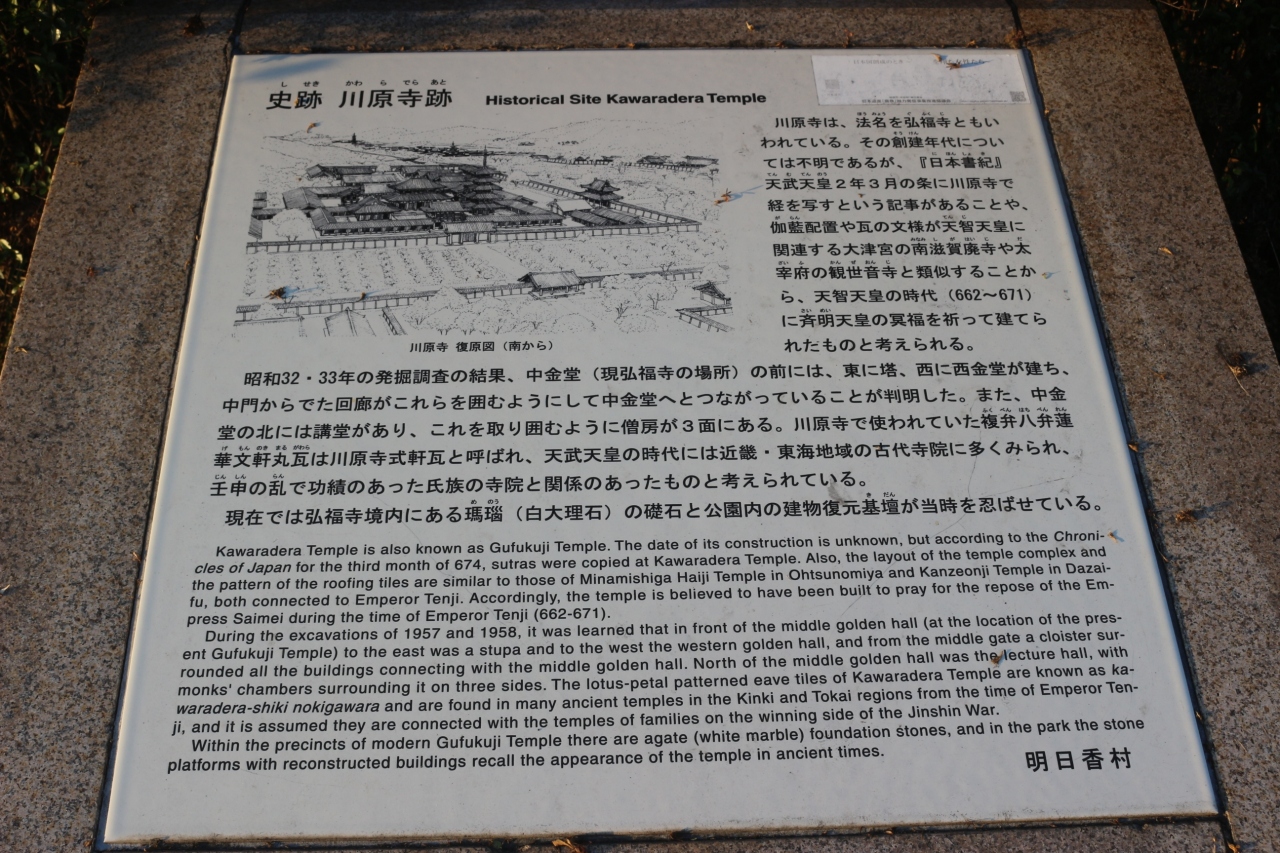 史跡 川原寺跡 Historical Site Kawaradera Temple
川原寺は、法名を弘福寺ともい
われている。その創建年代につい
ては不明であるが、『日本書紀』
天武天皇2年3月の条に川原寺で
経を写すという記事があることや、
伽藍配置や瓦の文様が天智天皇に
関連する大津宮の南滋賀廃寺や太
宰府の観世音寺と類似することか
ら、天智天皇の時代（662〜671）
に斉明天皇の冥福を祈って建てら
れたものと考えられる。
川原寺 復原図（南から）
昭和32・33年の発掘調査の結果、中金堂（現弘福寺の場所）の前には、東に塔、西に西金堂が建ち、
中門からでた回廊がこれらを囲むようにして中金堂へとつながっていることが判明した。また、中金
堂の北には講堂があり、これを取り囲むように僧房が3面にある。川原寺で使われていた複弁八弁蓮
華文軒丸瓦は川原寺式軒瓦と呼ばれ、天武天皇の時代には近畿・東海地域の古代寺院に多くみられ、
壬申の乱で功績のあった氏族の寺院と関係のあったものと考えられている。
現在では弘福寺境内にある瑪瑙（白大理石）の礎石と公園内の建物復元基壇が当時を忍ばせている。
Kawaradera Temple is also known as Gufukuji Temple. The date of its construction is unknown, but according to the Chroni-
cles of Japan for the third month of 674, sutras were copied at Kawaradera Temple. Also, the layout of the temple complex and
the pattern of the roofing tiles are similar to those of Minamishiga Haiji Temple in Ohtsunomiya and Kanzeonji Temple in Dazai-
fu, both connected to Emperor Tenji. Accordingly, the temple is believed to have been built to pray for the repose of the Em-
press Saimei during the time of Emperor Tenji (662-671).
During the excavations of 1957 and 1958, it was learned that in front of the middle golden hall (at the location of the pres-
ent Gufukuji Temple) to the east was a stupa and to the west the western golden hall, and from the middle gate a cloister sur-
rounded all the buildings connecting with the middle golden hall. North of the middle golden hall was the lecture hall, with
monks' chambers surrounding it on three sides. The lotus-petal patterned eave tiles of Kawaradera Temple are known as ka-
waradera-shiki nokigawara and are found in many ancient temples in the Kinki and Tokai regions from the time of Emperor Ten-
ji, and it is assumed they are connected with the temples of families on the winning side of the Jinshin War.
Within the precincts of modern Gufukuji Temple there are agate (white marble) foundation stones, and in the park the stone
platforms with reconstructed buildings recall the appearance of the temple in ancient times.
明日香村